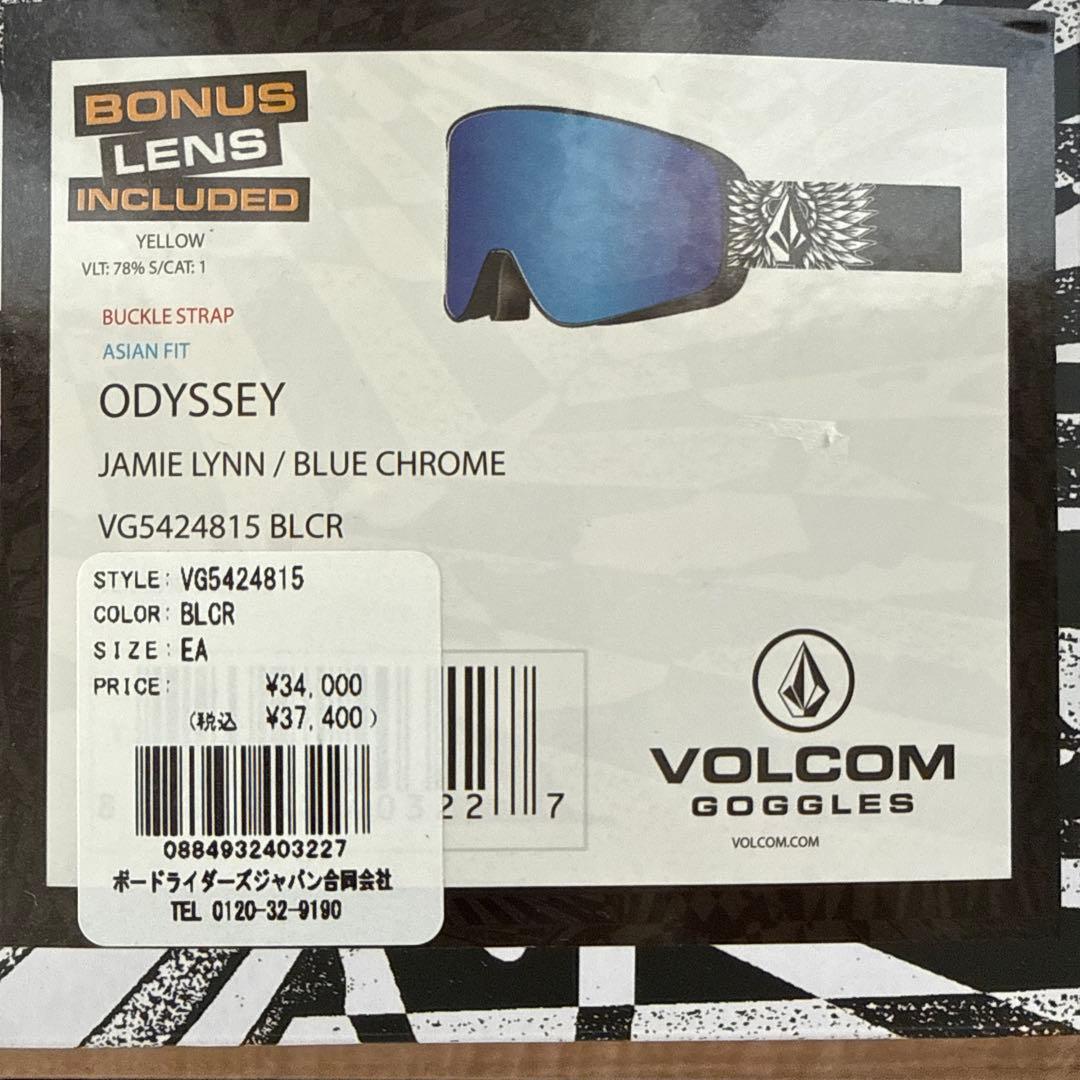 BONUS
LENS
INCLUDED
YELLOW
VLT: 78% S/CAT: 1
BUCKLE STRAP
ASIAN FIT
ODYSSEY
JAMIE LYNN / BLUE CHROME
VG5424815 BLCR
STYLE: VG5424815
COLOR: BLCR
SIZE: EA
PRICE: ¥34,000
(税込 ¥37,400)
0884932403227
ボードライダーズジャパン合同会社
TEL 0120-32-9190
8 0322 7
VOLCOM
GOGGLES
VOLCOM.COM